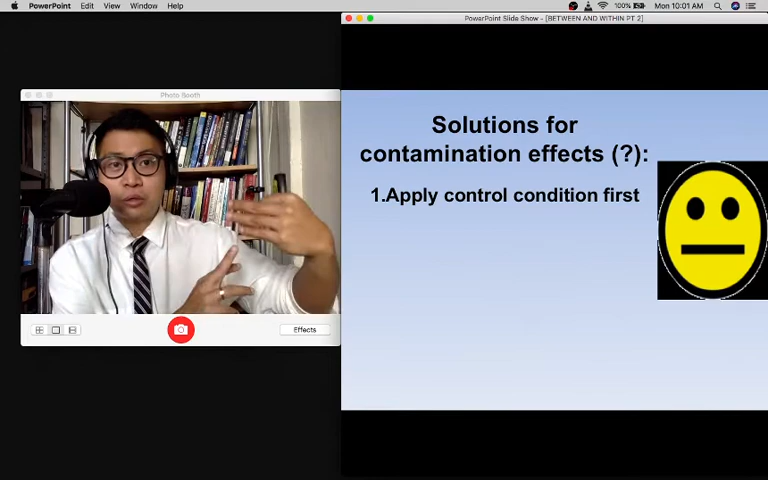 PowerPoint Edit View Window Help
100% Mon 10:01 AM
PowerPoint Slide Show - [BETWEEN AND WITHIN PT 2]
Photo Booth
Solutions for
contamination effects (?):
1.Apply control condition first
Effects